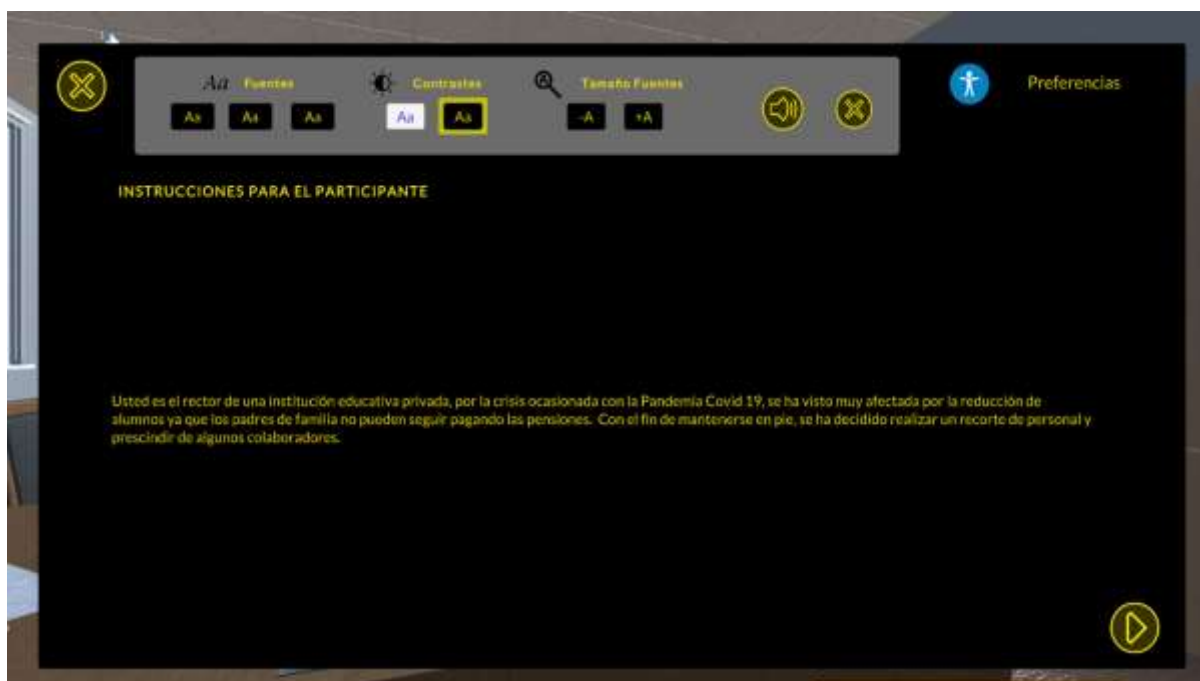 Aa Fuentes
Contrastes
Tamaño Fuentes
Preferencias
Aa Aa Aa
Aa Aa
-A +A
INSTRUCCIONES PARA EL PARTICIPANTE
Usted es el rector de una institución educativa privada, por la crisis ocasionada con la Pandemia Covid 19, se ha visto muy afectada por la reducción de
alumnos ya que los padres de familia no pueden seguir pagando las pensiones. Con el fin de mantenerse en pie, se ha decidido realizar un recorte de personal y
prescindir de algunos colaboradores.